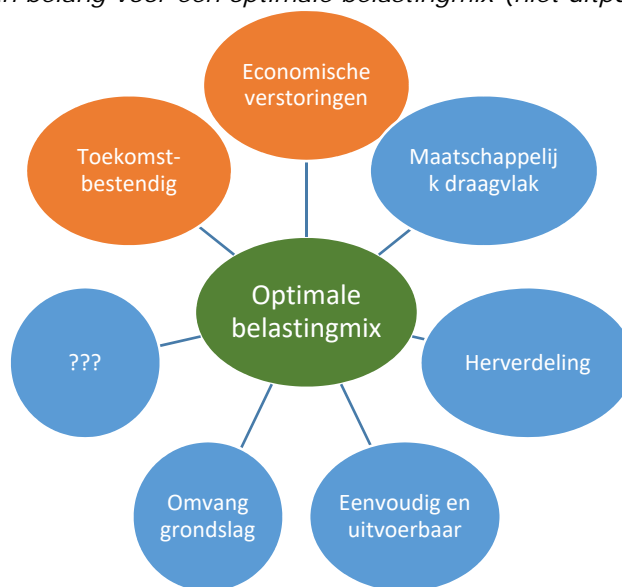 belang voor een optimale belastingmix (niet
Economische
verstoringen
Toekomst-
bestendig
Maatschappelij
k draagvlak
Optimale
belastingmix
???
Herverdeling
Omvang
grondslag
Eenvoudig en
uitvoerbaar